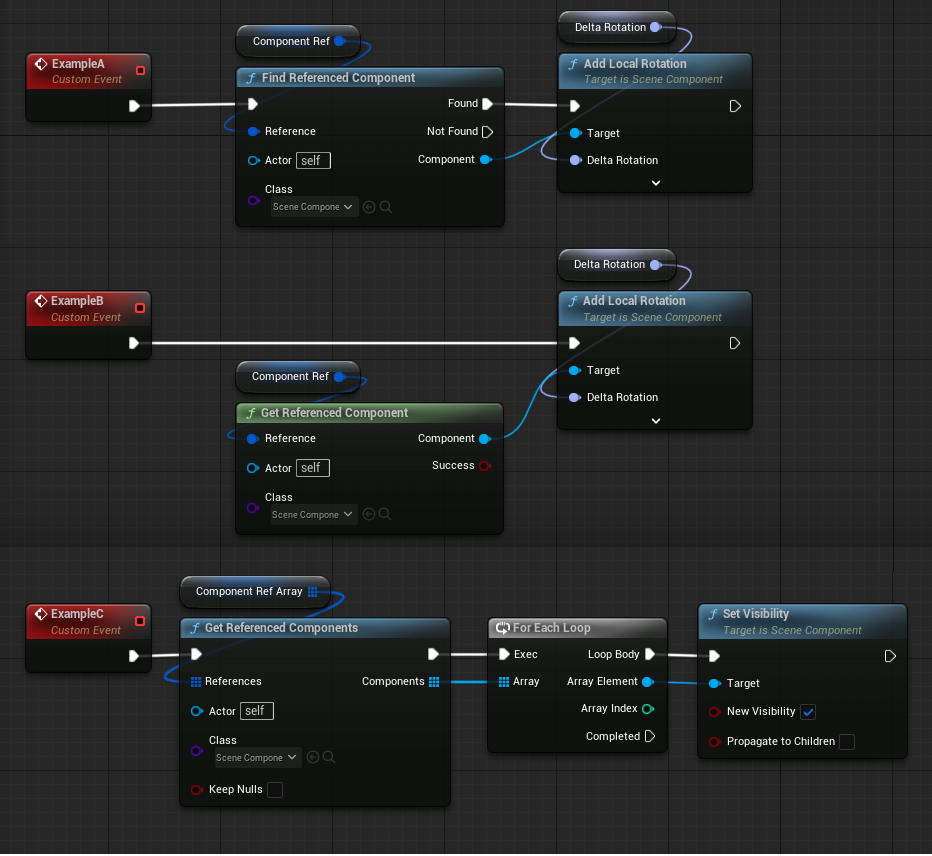 Delta Rotation
Component Ref
ExampleA
Custom Event
Find Referenced Component
Add Local Rotation
Target is Scene Component
Found
Reference
Not Found
Target
Actor self
Component
Delta Rotation
Class
Scene Compone
Delta Rotation
ExampleB
Custom Event
Add Local Rotation
Target is Scene Component
Component Ref
Target
Delta Rotation
Get Referenced Component
Reference
Component
Actor self
Success
Class
Scene Compone
Component Ref Array
ExampleC
Custom Event
Get Referenced Components
For Each Loop
Set Visibility
Target is Scene Component
Exec
Loop Body
References
Components
Array
Array Element
Target
Actor self
Array Index
New Visibility
Class
Scene Compone
Completed
Propagate to Children
Keep Nulls